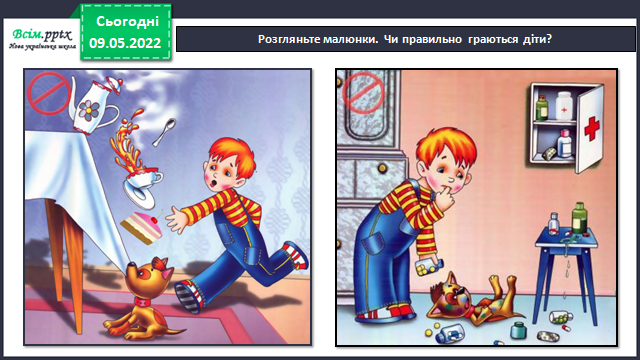 Всім.pptx
Нова українська школа
Сьогодні
09.05.2022
Розгляньте малюнки. Чи правильно граються діти?